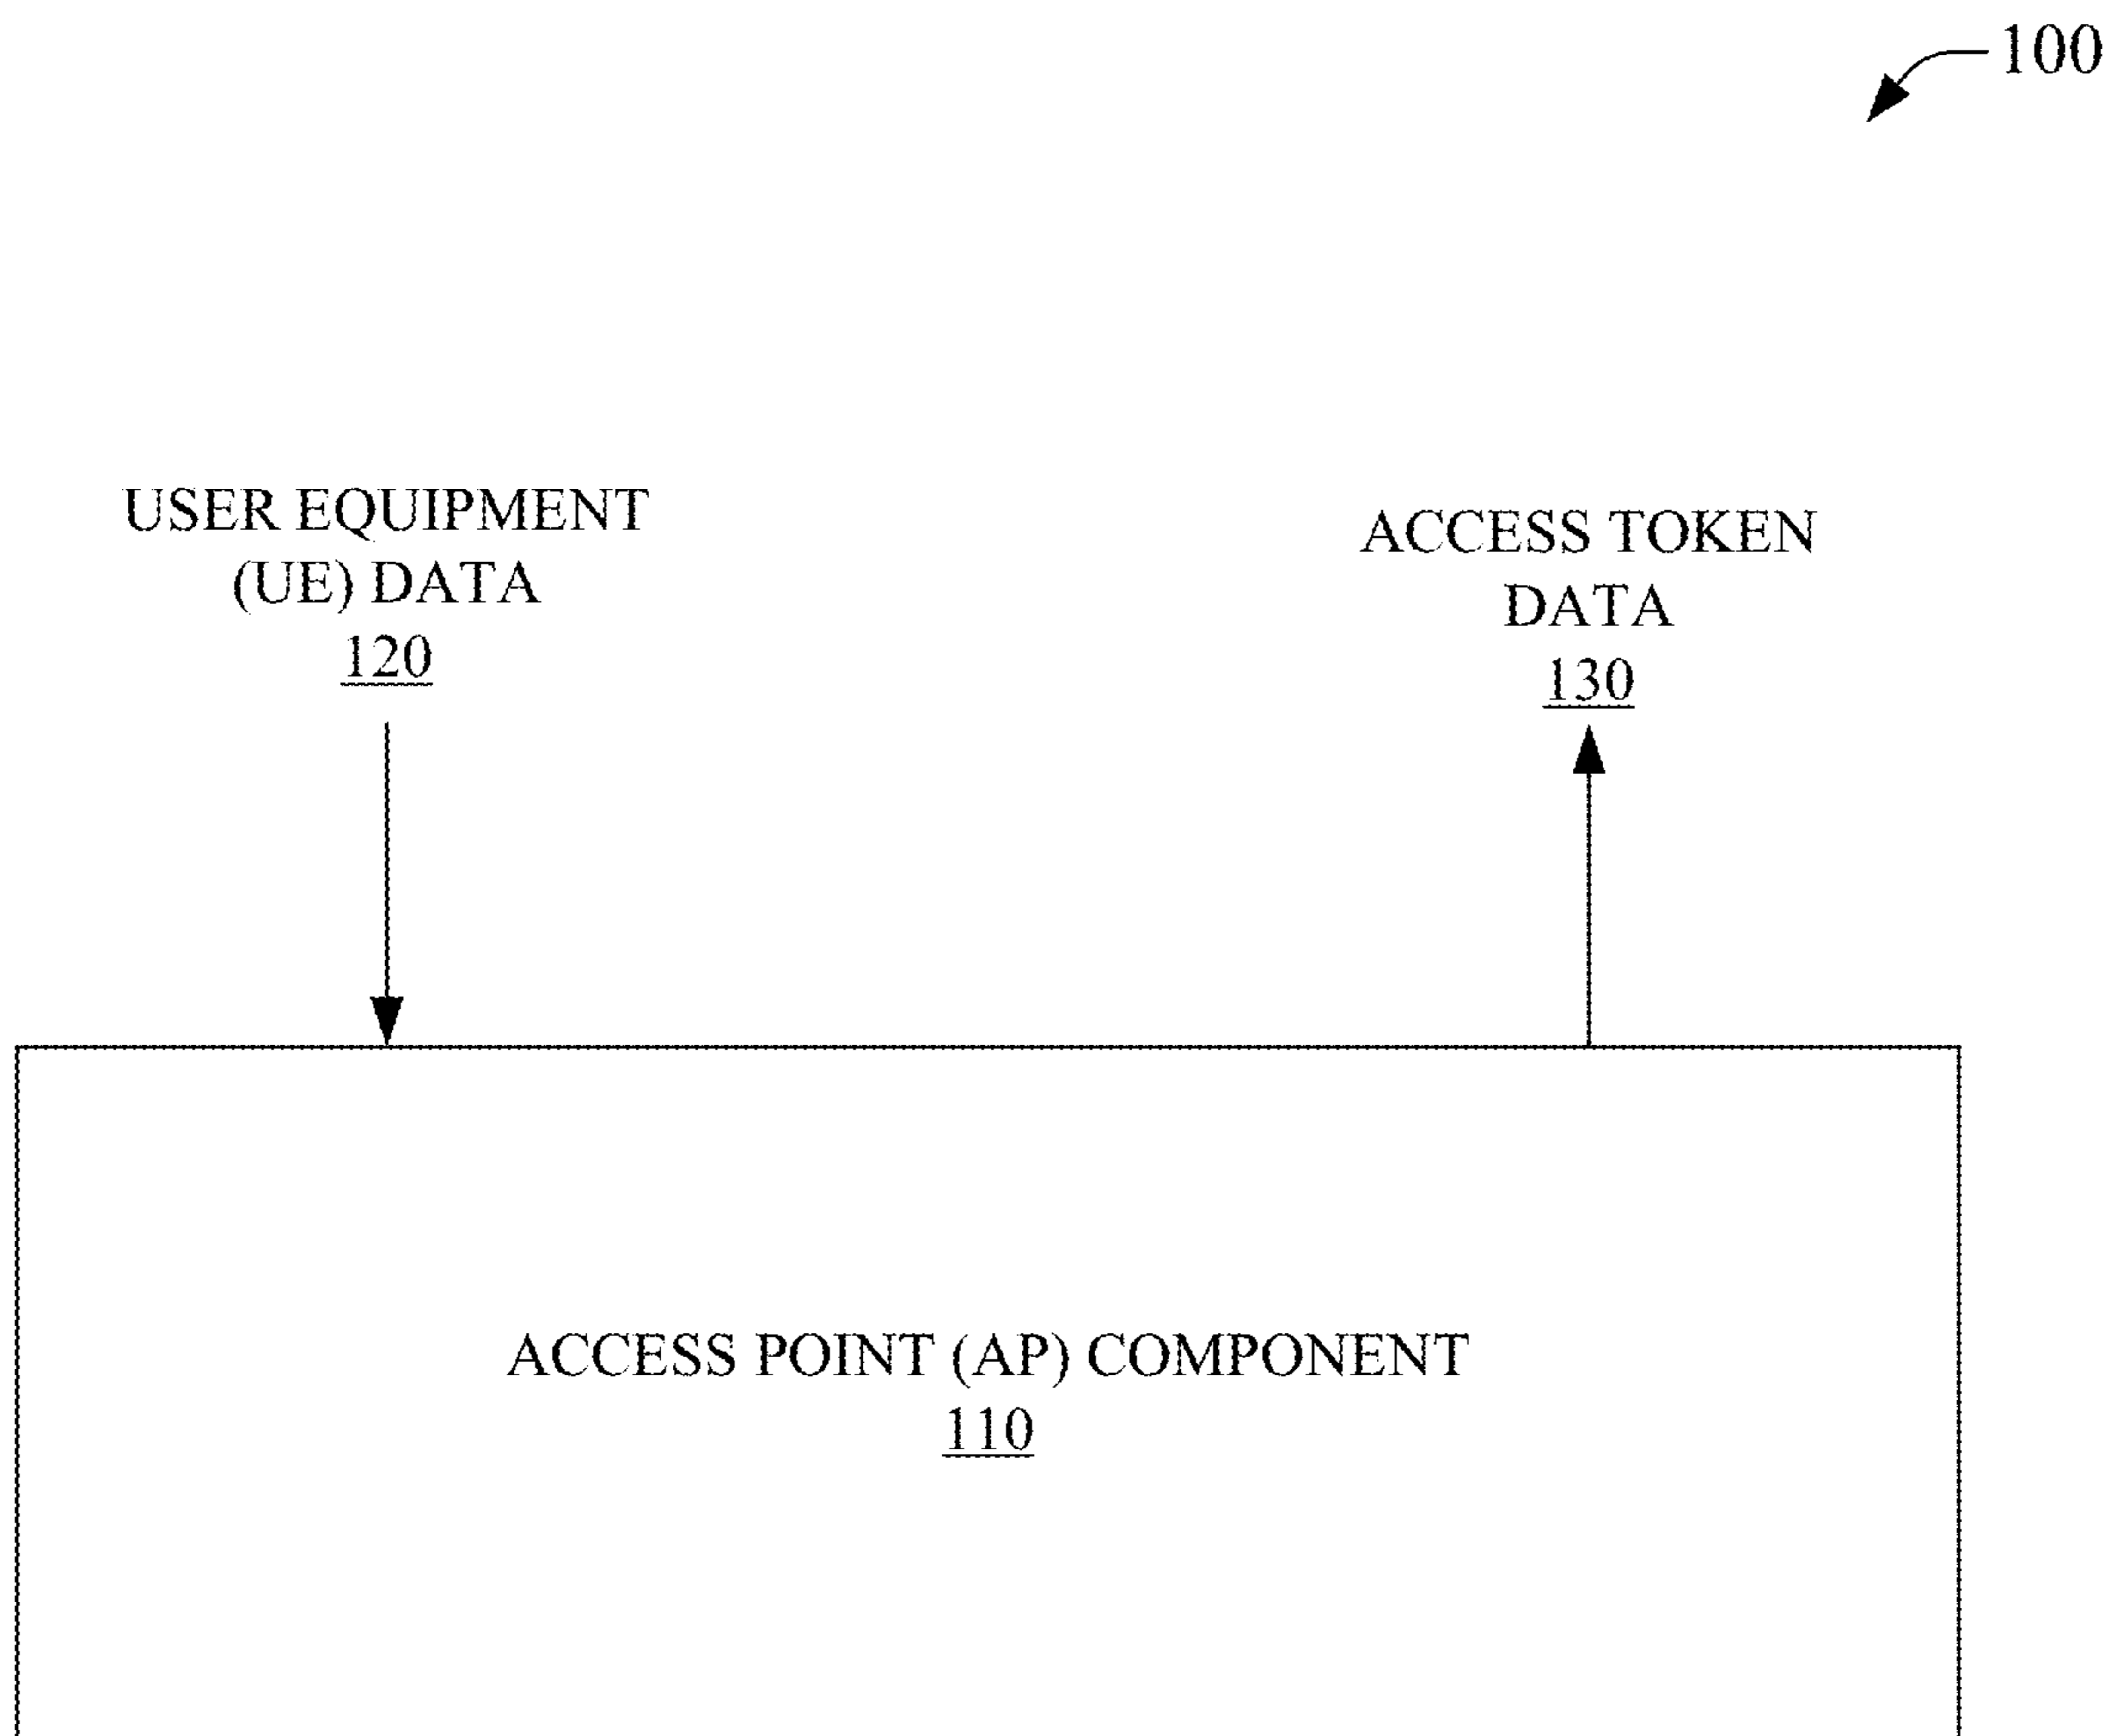 100
USER EQUIPMENT
(UE) DATA
120
ACCESS TOKEN
DATA
130
ACCESS POINT (AP) COMPONENT
110